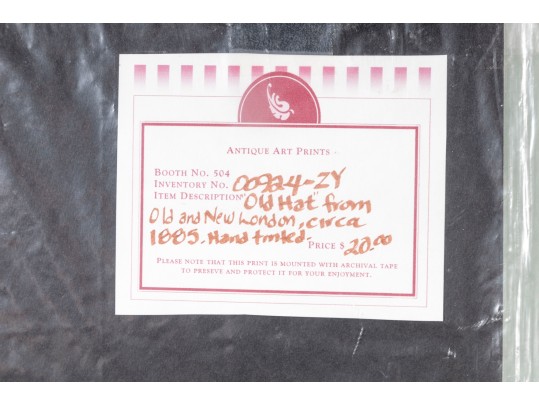 ANTIQUE ART PRINTS -
BOOTH NO. 504
INVENTORY NO. 00924-ZY
ITEM DESCRIPTION "Old Hat" from
Old and New London, circa
1885. Hand tinted. PRICE $ 20.00
PLEASE NOTE THAT THIS PRINT IS MOUNTED WITH ARCHIVAL TAPE
TO PRESEVE AND PROTECT IT FOR YOUR ENJOYMENT.